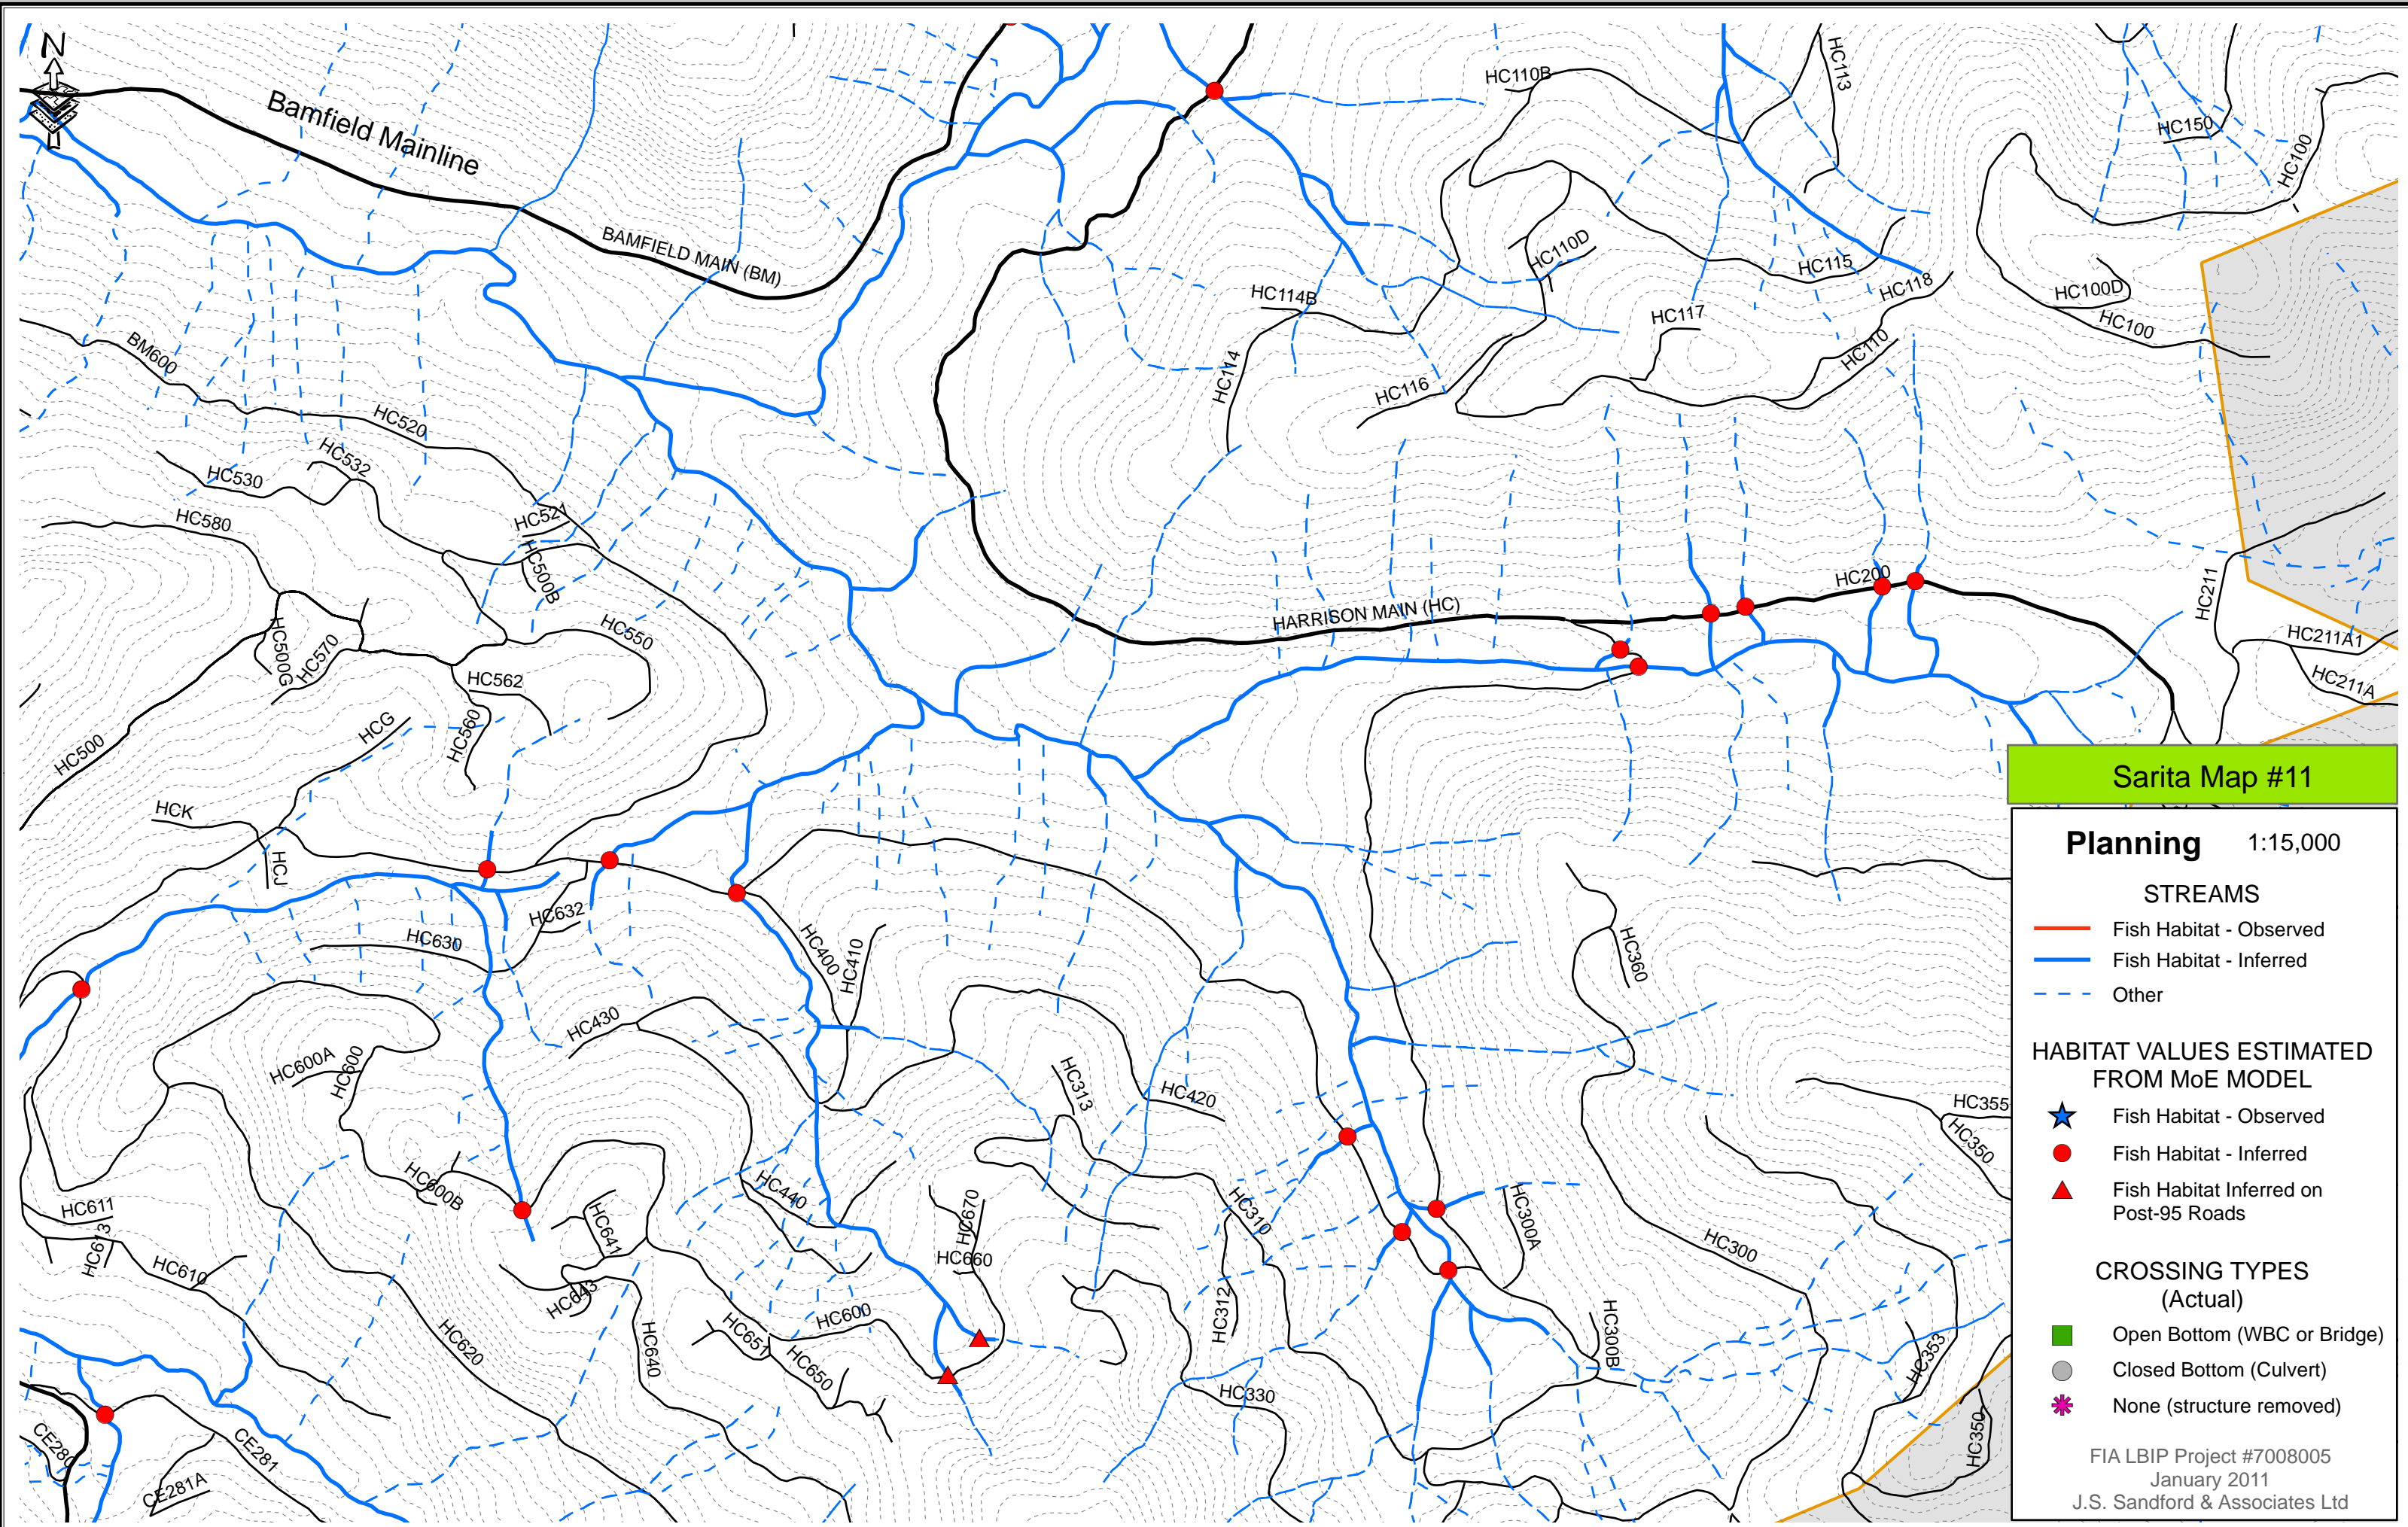 N
Bamfield Mainline
BAMFIELD MAIN (BM)
HC110B
HC113
HC150
HC100
HC110D
HC115
HC118
HC100D
HC100
HC114B
HC117
HC110
HC114
HC116
BM600
HC520
HC532
HC530
HC580
HC521
HC500B
HC550
HC500G
HC570
HC562
HC560
HCG
HC500
HCK
HCJ
HARRISON MAIN (HC)
HC200
HC211
HC211A1
HC211A
HC632
HC630
HC400
HC410
HC430
HC360
HC600A
HC600
HC313
HC420
HC355
HC350
HC600B
HC440
HC670
HC660
HC310
HC300A
HC300
HC611
HC613
HC610
HC641
HC643
HC640
HC620
HC651
HC650
HC600
HC312
HC330
HC300B
HC353
HC350
CE280
CE281
CE281A
Sarita Map #11
Planning 1:15,000
STREAMS
Fish Habitat - Observed
Fish Habitat - Inferred
Other
HABITAT VALUES ESTIMATED
FROM MoE MODEL
Fish Habitat - Observed
Fish Habitat - Inferred
Fish Habitat Inferred on
Post-95 Roads
CROSSING TYPES
(Actual)
Open Bottom (WBC or Bridge)
Closed Bottom (Culvert)
None (structure removed)
FIA LBIP Project #7008005
January 2011
J.S. Sandford & Associates Ltd